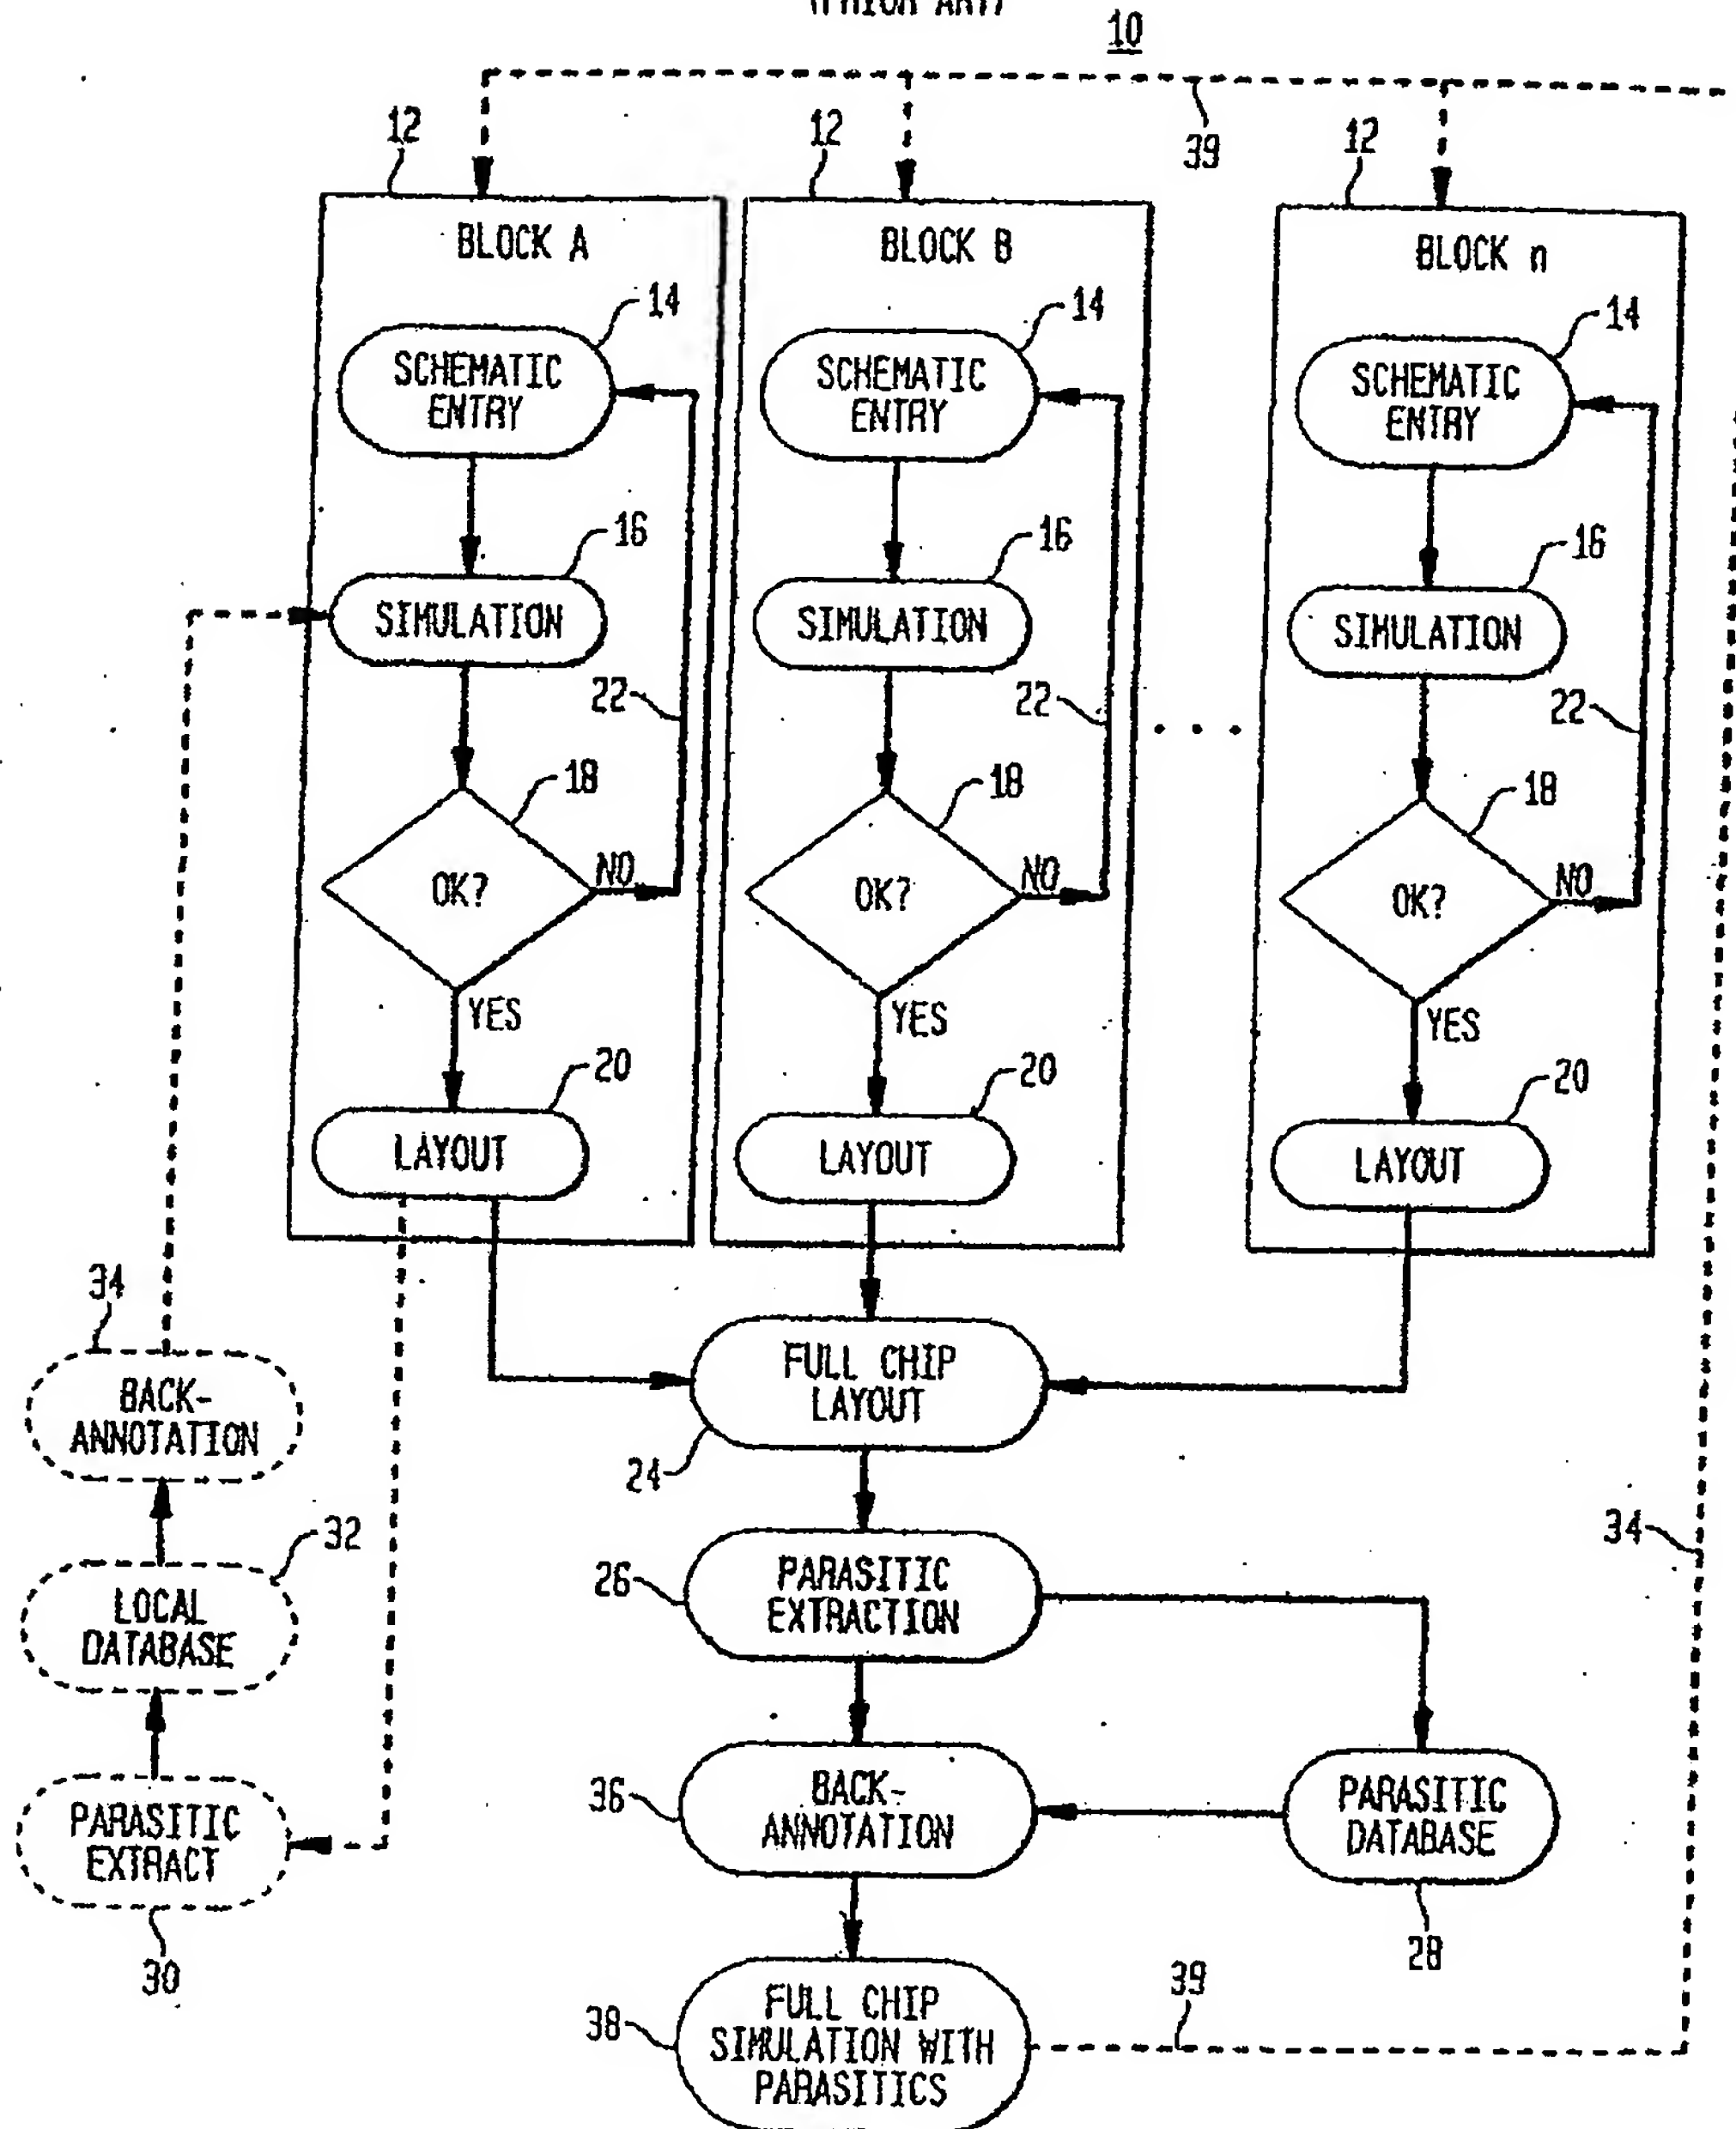 (PRIOR ART)
10
39
12
12
12
BLOCK A
BLOCK B
BLOCK n
14
14
14
SCHEMATIC
ENTRY
SCHEMATIC
ENTRY
SCHEMATIC
ENTRY
16
16
16
SIMULATION
SIMULATION
SIMULATION
22
22
22
. . .
18
18
18
OK?
NO
OK?
NO
OK?
NO
YES
YES
YES
20
20
20
LAYOUT
LAYOUT
LAYOUT
34
BACK-
ANNOTATION
FULL CHIP
LAYOUT
24
32
LOCAL
DATABASE
26
PARASITIC
EXTRACTION
34
PARASITIC
EXTRACT
30
36
BACK-
ANNOTATION
PARASITIC
DATABASE
28
38
FULL CHIP
SIMULATION WITH
PARASITICS
39